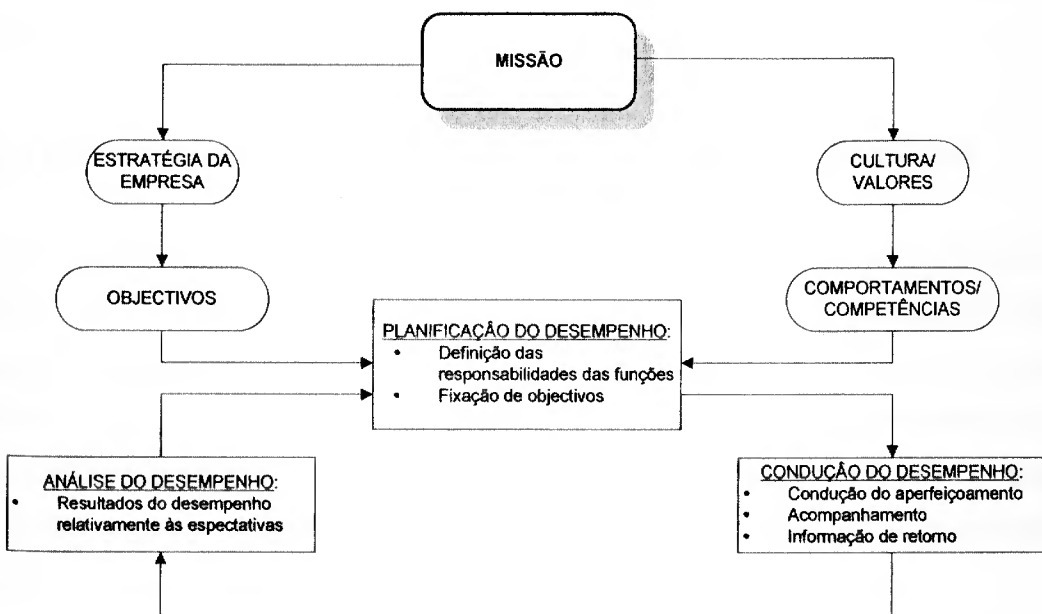 MISSÃO
ESTRATÉGIA DA
EMPRESA
CULTURA/
VALORES
OBJECTIVOS
COMPORTAMENTOS/
COMPETÊNCIAS
PLANIFICAÇÃO DO DESEMPENHO:
• Definição das
responsabilidades das funções
• Fixação de objectivos
ANÁLISE DO DESEMPENHO:
• Resultados do desempenho
relativamente às espectativas
CONDUÇÃO DO DESEMPENHO:
• Condução do aperfeiçoamento
• Acompanhamento
• Informação de retorno